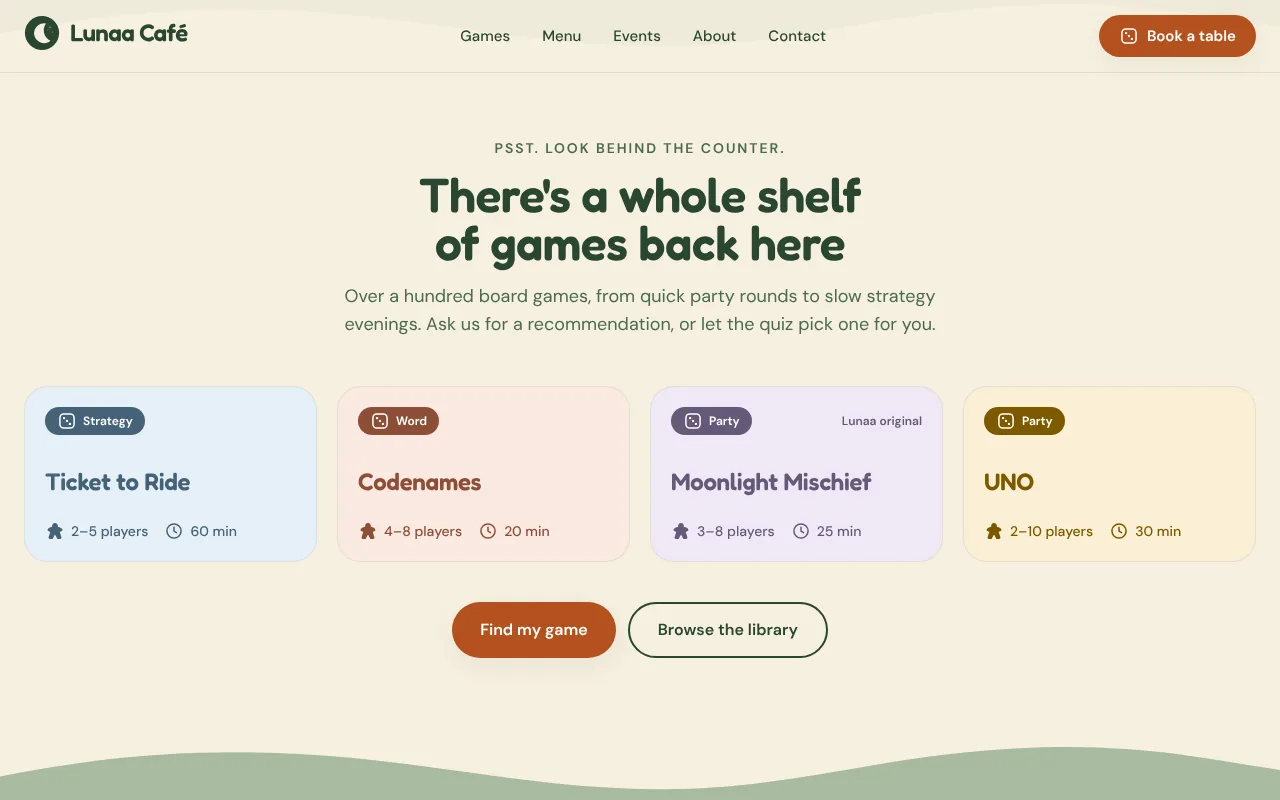 Lunaa Café
Games
Menu
Events
About
Contact
Book a table
PSST. LOOK BEHIND THE COUNTER.
There's a whole shelf
of games back here
Over a hundred board games, from quick party rounds to slow strategy
evenings. Ask us for a recommendation, or let the quiz pick one for you.
Strategy
Ticket to Ride
2–5 players
60 min
Word
Codenames
4–8 players
20 min
Party
Lunaa original
Moonlight Mischief
3–8 players
25 min
Party
UNO
2–10 players
30 min
Find my game
Browse the library